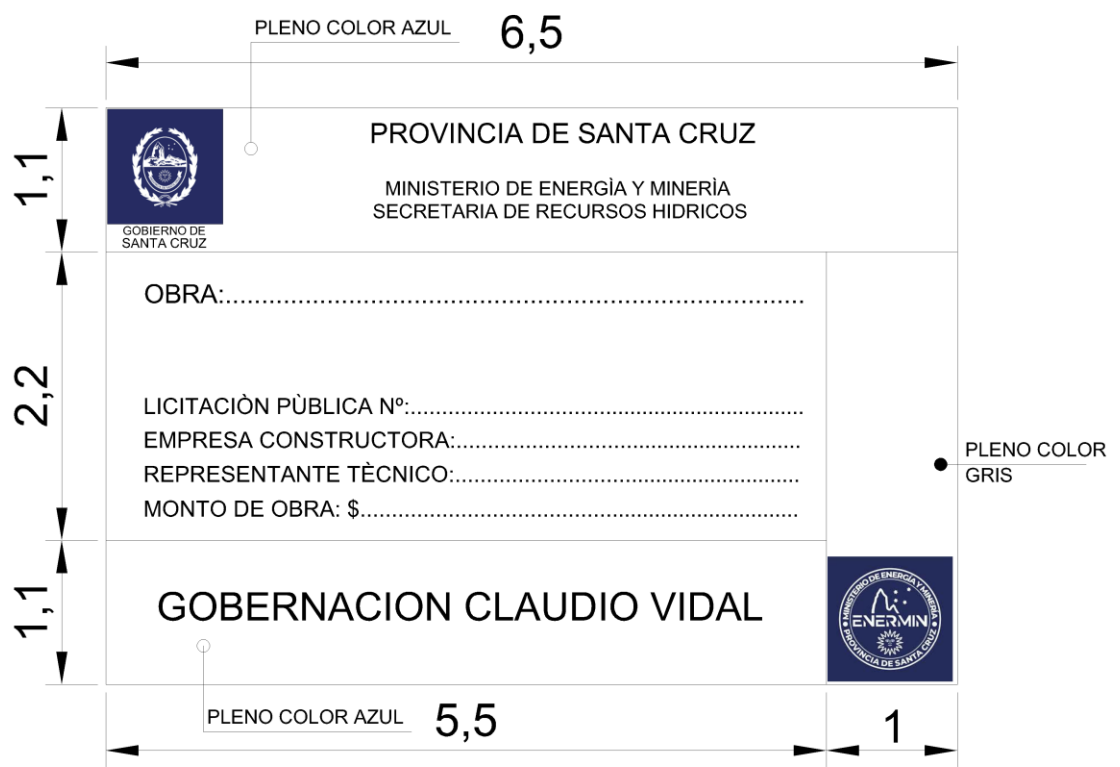 PLENO COLOR AZUL
6,5
PROVINCIA DE SANTA CRUZ
MINISTERIO DE ENERGÌA Y MINERÌA
SECRETARIA DE RECURSOS HIDRICOS
GOBIERNO DE
SANTA CRUZ
1,1
OBRA:................................................................................
2,2
LICITACIÒN PÙBLICA Nº:............................................................
EMPRESA CONSTRUCTORA:.....................................................
REPRESENTANTE TÈCNICO:.....................................................
MONTO DE OBRA: $...................................................................
PLENO COLOR
GRIS
1,1
GOBERNACION CLAUDIO VIDAL
MINISTERIO DE ENERGÍA Y MINERÍA
ENERMIN
PROVINCIA DE SANTA CRUZ
PLENO COLOR AZUL
5,5
1